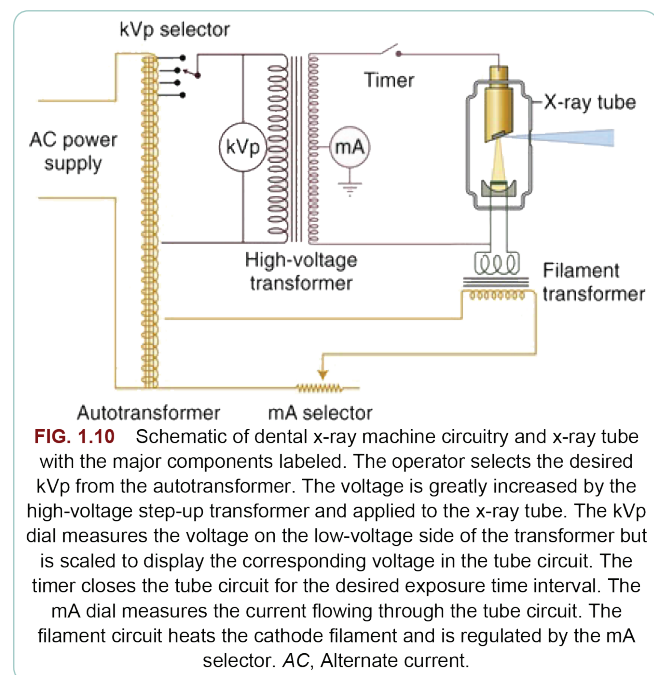 kVp selector
Timer
X-ray tube
AC power
supply
kVp
mA
High-voltage
transformer
Filament
transformer
Autotransformer
mA selector
FIG. 1.10 Schematic of dental x-ray machine circuitry and x-ray tube
with the major components labeled. The operator selects the desired
kVp from the autotransformer. The voltage is greatly increased by the
high-voltage step-up transformer and applied to the x-ray tube. The kVp
dial measures the voltage on the low-voltage side of the transformer but
is scaled to display the corresponding voltage in the tube circuit. The
timer closes the tube circuit for the desired exposure time interval. The
mA dial measures the current flowing through the tube circuit. The
filament circuit heats the cathode filament and is regulated by the mA
selector. AC, Alternate current.